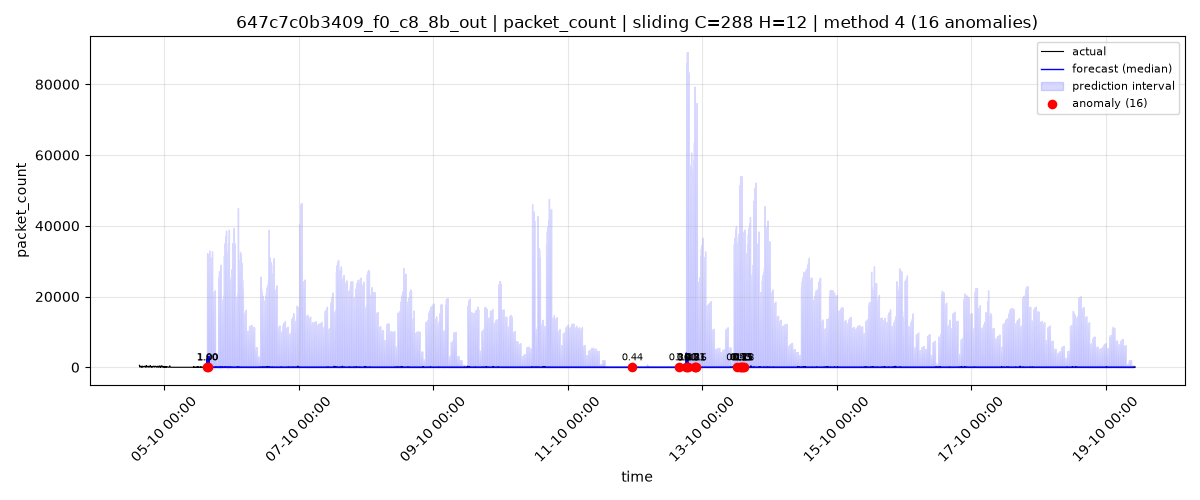 647c7c0b3409_f0_c8_8b_out | packet_count | sliding C=288 H=12 | method 4 (16 anomalies)
actual
forecast (median)
prediction interval
anomaly (16)
packet_count
80000
60000
40000
20000
0
0.44
05-10 00:00
07-10 00:00
09-10 00:00
11-10 00:00
13-10 00:00
15-10 00:00
17-10 00:00
19-10 00:00
time